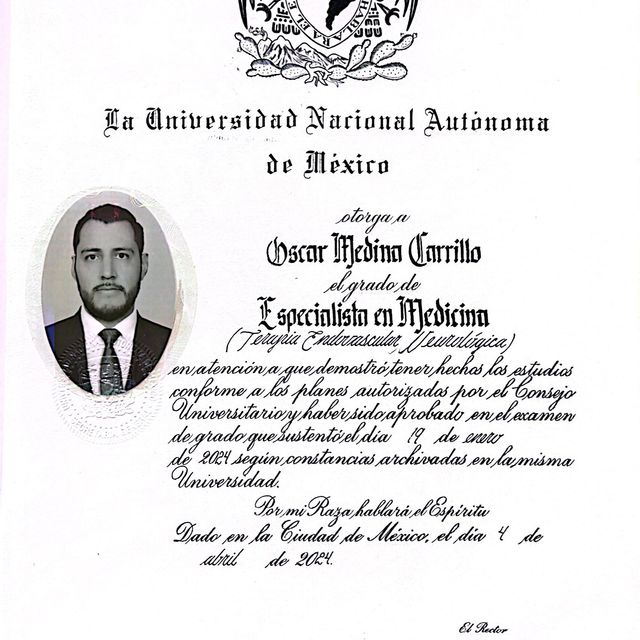 HABLARA EL E
La Universidad Nacional Autónoma
de México
otorga a
Oscar Medina Carrillo
el grado de
Especialista en Medicina
(Terapia Endovascular Neurológica)
en atención a que demostró tener hechos los estudios
conforme a los planes autorizados por el Consejo
Universitario y haber sido aprobado en el examen
de grado que sustentó el día 19 de enero
de 2024 según constancias archivadas en la misma
Universidad.
Por mi Raza hablará el Espíritu
Dado en la Ciudad de México, el día 4 de
abril de 2024.
El Rector